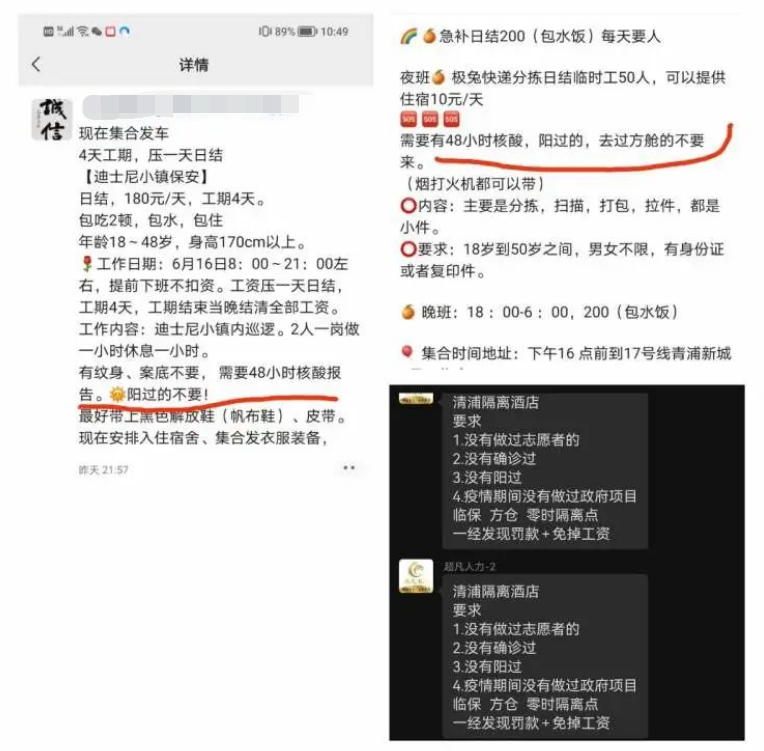 89% 10:49
详情
诚信
现在集合发车
4天工期，压一天日结
【迪士尼小镇保安】
日结，180元/天，工期4天。
包吃2顿，包水，包住
年龄18～48岁，身高170cm以上。
🌹工作日期：6月16日8：00～21：00左
右，提前下班不扣资。工资压一天日结，
工期4天，工期结束当晚结清全部工资。
工作内容：迪士尼小镇内巡逻。2人一岗做
一小时休息一小时。
有纹身、案底不要，需要48小时核酸报
告。🌞阳过的不要！
最好带上黑色解放鞋（帆布鞋）、皮带。
现在安排入住宿舍、集合发衣服装备，
昨天 21:57
🌈🍊急补日结200（包水饭）每天要人
夜班🍊 极兔快递分拣日结临时工50人，可以提供
住宿10元/天
🆘🆘🆘
需要有48小时核酸，阳过的，去过方舱的不要
来。
（烟打火机都可以带）
⭕内容：主要是分拣，扫描，打包，拉件，都是
小件。
⭕要求：18岁到50岁之间，男女不限，有身份证
或者复印件。
🍊 晚班：18：00-6：00，200（包水饭）
🎈 集合时间地址：下午16点前到17号线青浦新城
清浦隔离酒店
要求
1.没有做过志愿者的
2.没有确诊过
3.没有阳过
4.疫情期间没有做过政府项目
临保 方仓 零时隔离点
一经发现罚款+免掉工资
超凡人力-2
清浦隔离酒店
要求
1.没有做过志愿者的
2.没有确诊过
3.没有阳过
4.疫情期间没有做过政府项目
临保 方仓 零时隔离点
一经发现罚款+免掉工资